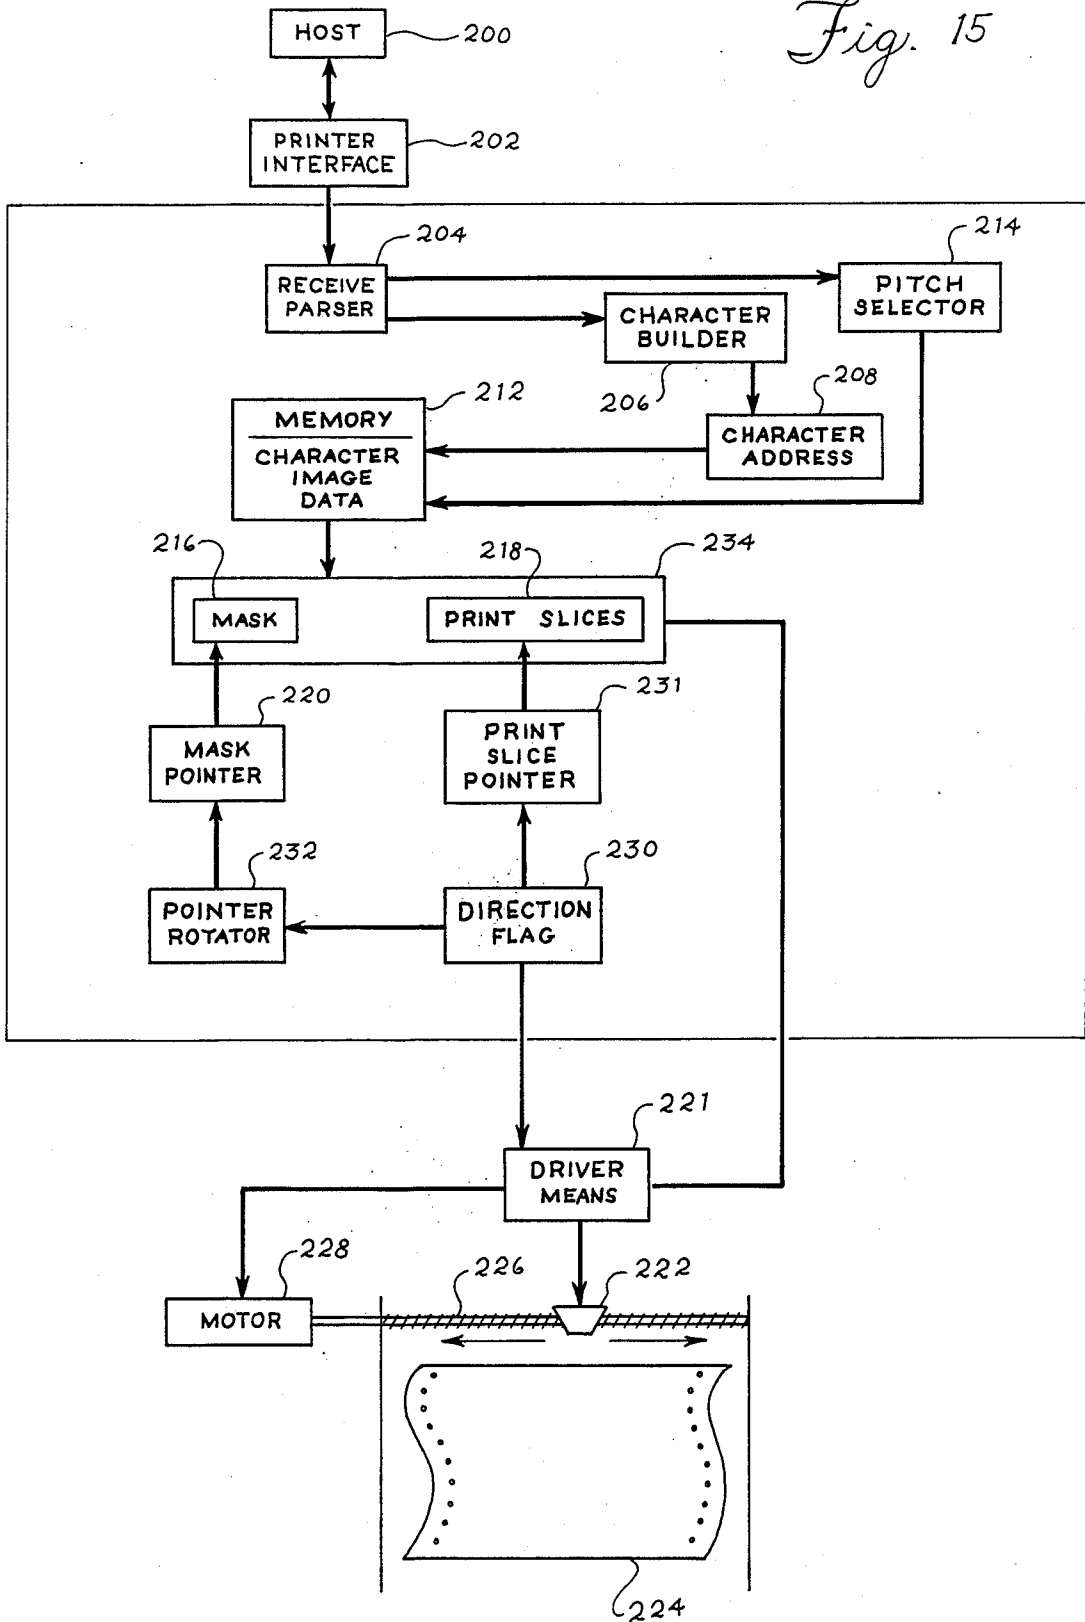 Fig. 15
HOST
200
PRINTER
INTERFACE
202
204
214
RECEIVE
PARSER
PITCH
SELECTOR
CHARACTER
BUILDER
206
208
212
MEMORY
CHARACTER
IMAGE
DATA
CHARACTER
ADDRESS
216
218
234
MASK
PRINT SLICES
220
231
MASK
POINTER
PRINT
SLICE
POINTER
232
230
POINTER
ROTATOR
DIRECTION
FLAG
221
DRIVER
MEANS
228
226
222
MOTOR
224